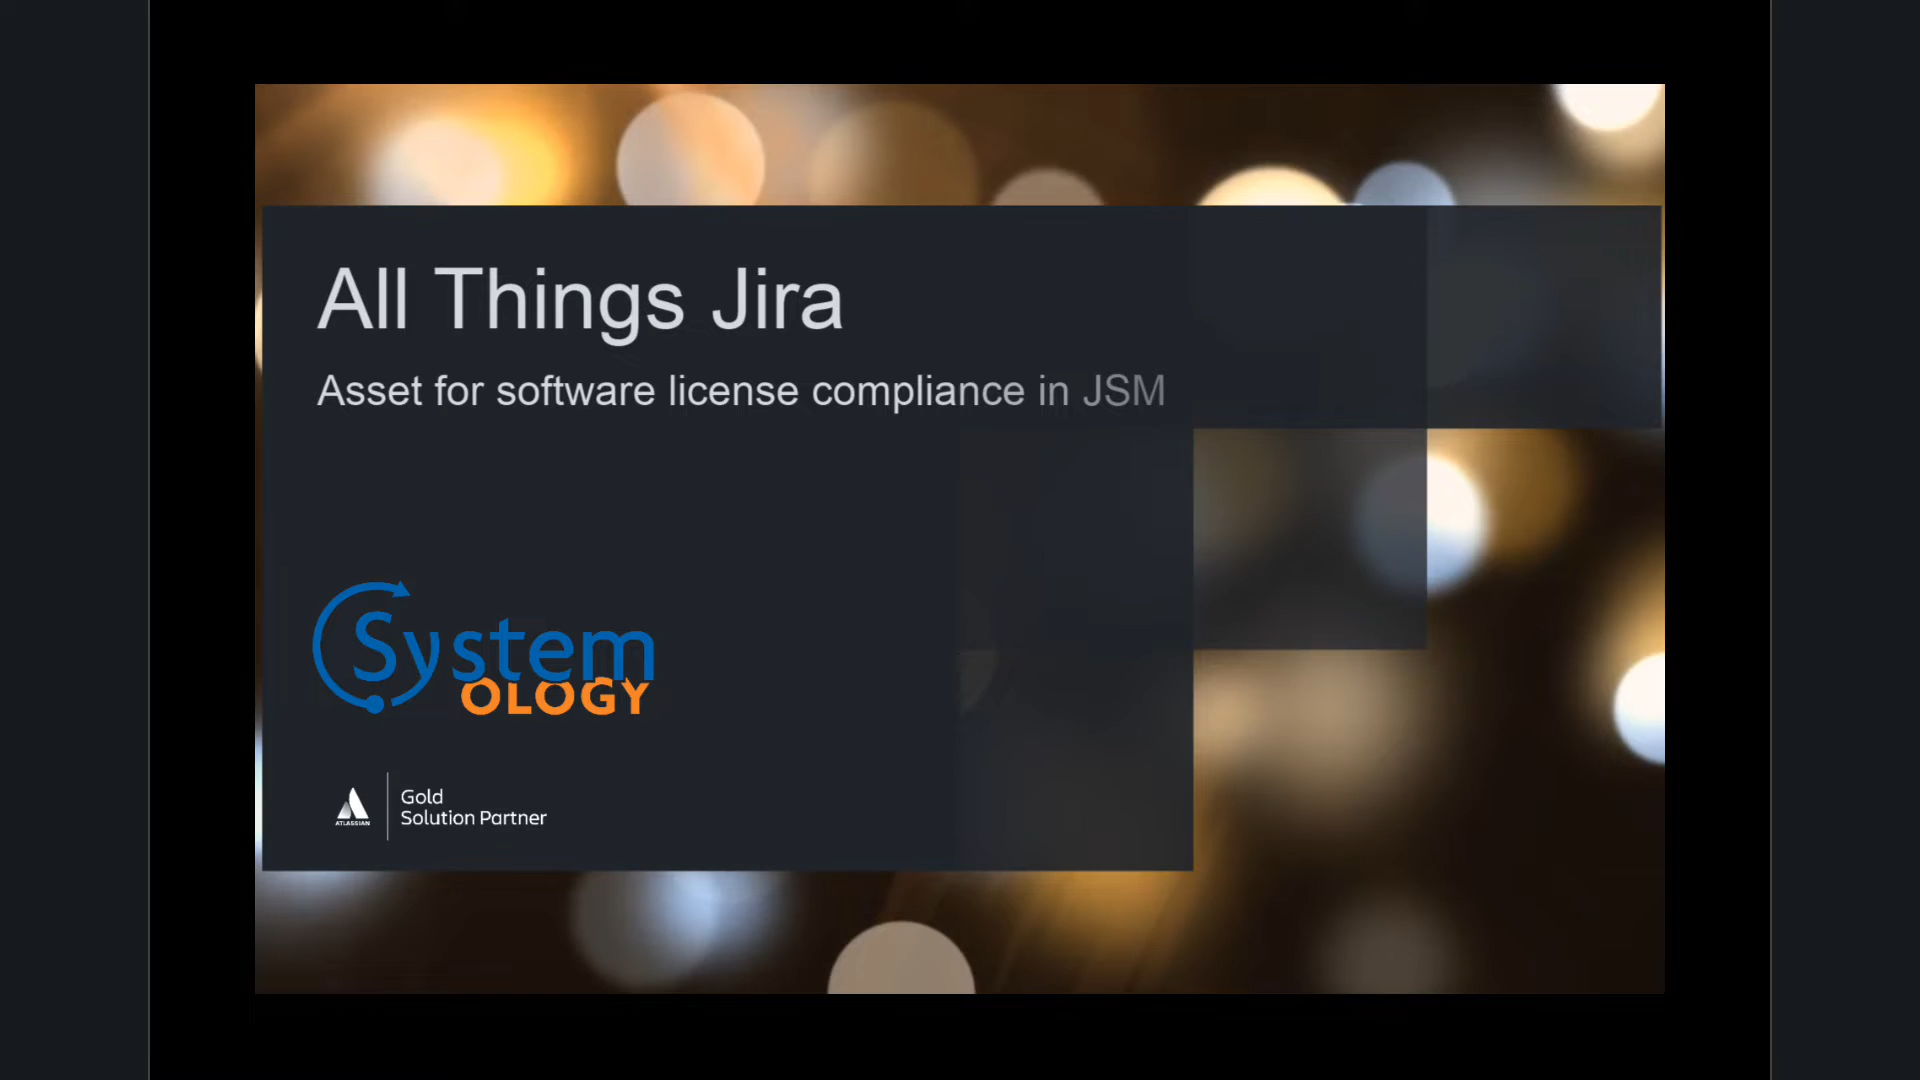 All Things Jira
Asset for software license compliance in JSM
System
OLOGY
ATLASSIAN
Gold
Solution Partner